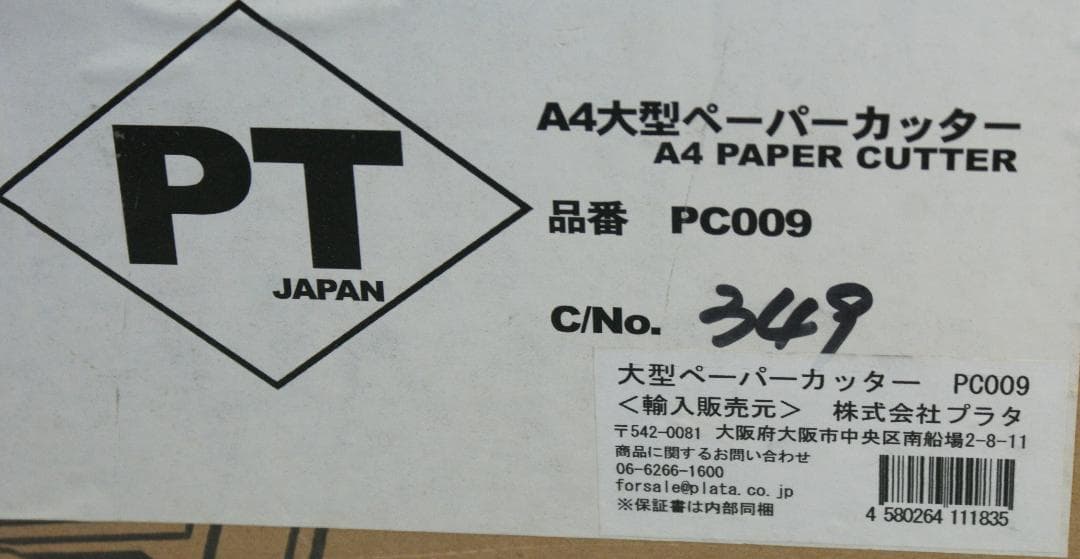 PT
JAPAN
A4大型ペーパーカッター
A4 PAPER CUTTER
品番 PC009
C/No. 349
大型ペーパーカッター PC009
＜輸入販売元＞ 株式会社プラタ
〒542-0081 大阪府大阪市中央区南船場2-8-11
商品に関するお問い合わせ
06-6266-1600
forsale@plata.co.jp
※保証書は内部同梱
4 580264 111835